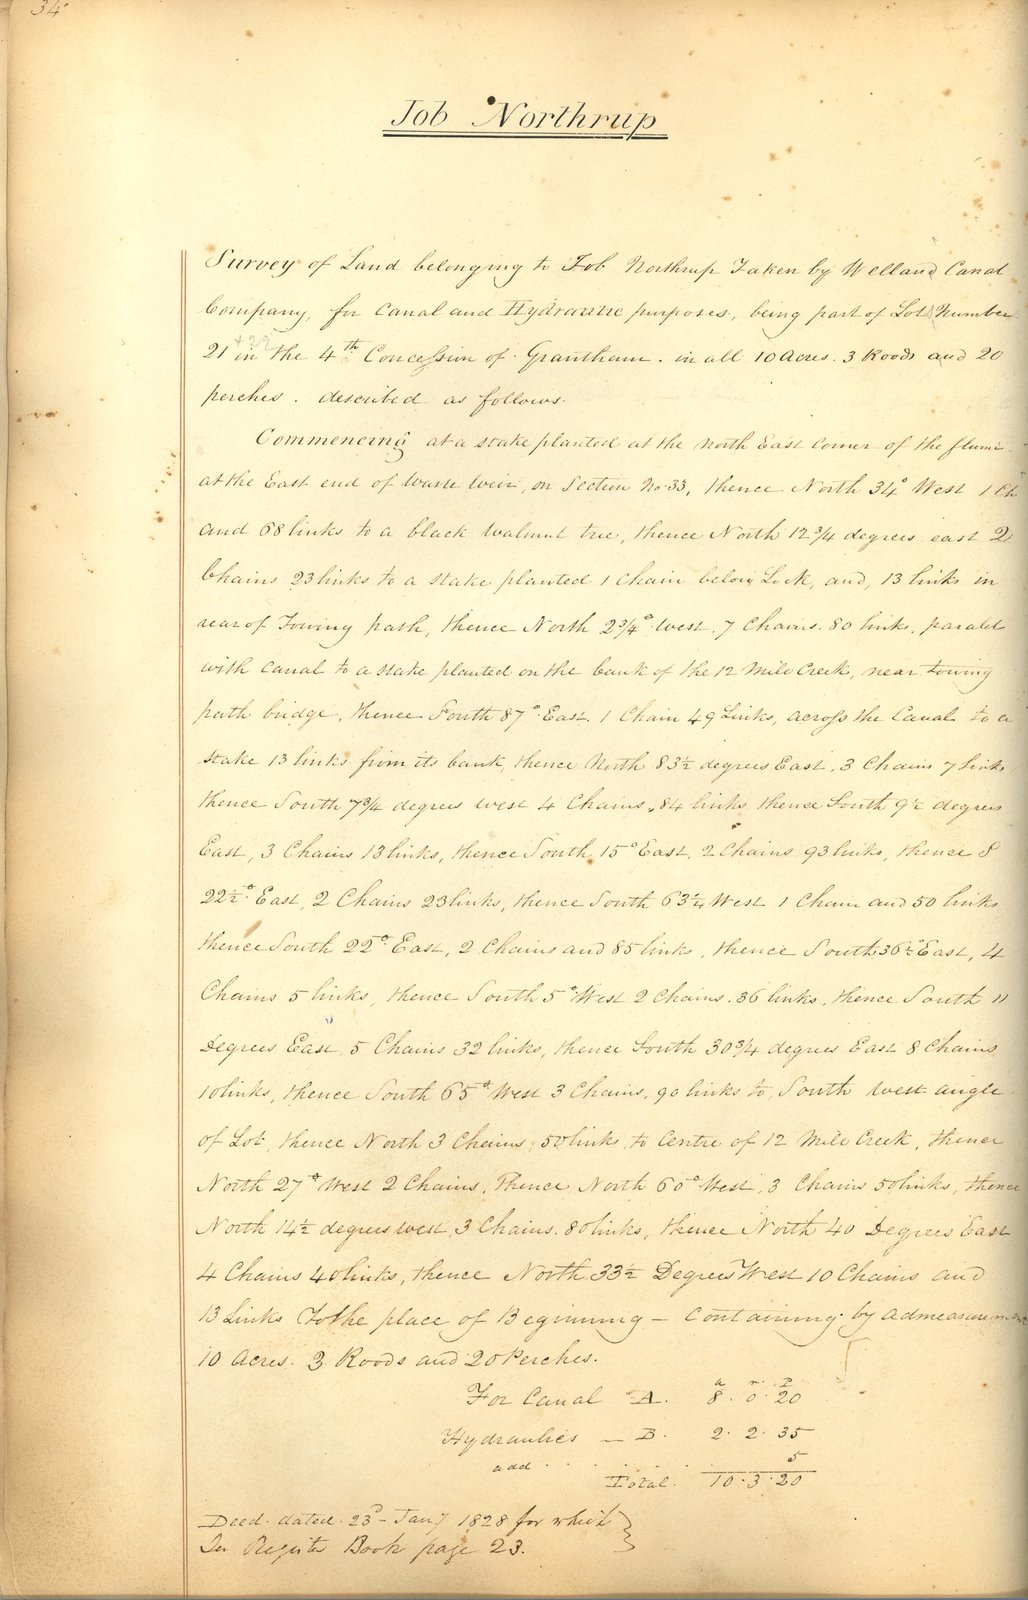 34
Job Northrup
Survey of Land belonging to Job Northrup Taken by Welland Canal
Company, for Canal and Hydraulic purposes, being part of Lot Number
+22
21 in the 4th Concession of Grantham. in all 10 Acres. 3 Roods and 20
perches. described as follows.
Commencing at a stake planted at the north East corner of the flume
at the East end of waste weir, on Section No. 33, thence North 34° West 1 Ch
and 68 links to a black walnut tree, thence North 12 3/4 degrees east 2
Chains 23 links to a stake planted 1 chain below Lock, and, 13 links in
rear of Towing path, thence North 2 3/4° West. 7 Chains. 80 links. parallel
with canal to a stake planted on the bank of the 12 Mile Creek, near towing
path bridge, thence South 87° East. 1 Chain 49 Links, across the Canal to a
stake 13 links from its bank, thence North 83 1/2 degrees East, 3 Chains 7 links
thence South 7 3/4 degrees west 4 Chains, 84 links thence South 9 1/2 degrees
East, 3 Chains 13 links, thence South 15° East, 2 Chains 93 links, thence S
22 1/2° East, 2 Chains 23 links, thence South 63 1/4 West 1 Chain and 50 links
thence South 22° East, 2 Chains and 85 links, thence South 36 1/2° East, 4
Chains 5 links, thence South 5° West 2 Chains. 36 links, thence South 11
Degrees East, 5 Chains 32 links, thence South 30 3/4 degrees East 8 Chains
10 links, thence South 65° West 3 Chains, 90 links to South west angle
of Lot, thence North 3 Chains, 50 links to Centre of 12 Mile Creek, thence
North 27° West 2 Chains, Thence North 60° West, 3 Chains 50 links, thence
North 14 1/2 degrees west, 3 Chains. 80 links, thence North 40 Degrees East
4 Chains 40 links, thence North 33 1/2 Degrees West 10 Chains and
13 Links To the place of Beginning — Containing by admeasurement
10 Acres. 3 Roods and 20 Perches.
a r. P.
For Canal A. 8. 0. 20
Hydraulics — B. 2. 2. 35
add . . . . . . 5
Total. 10. 3. 20
Deed. dated. 23d Jany 1828 for which
See Register Book page 23.